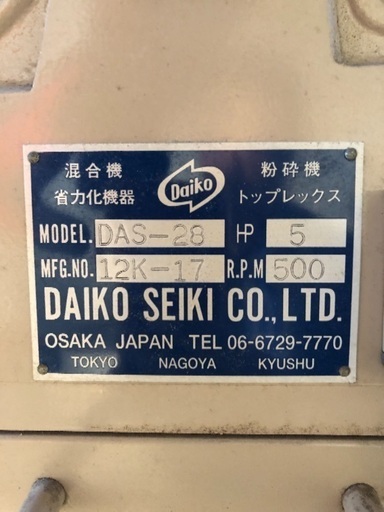 混合機 Daiko 粉砕機
省力化機器 トップレックス
MODEL. DAS-28 HP 5
MFG.NO. 12K-17 R.P.M 500
DAIKO SEIKI CO.,LTD.
OSAKA JAPAN TEL 06-6729-7770
TOKYO NAGOYA KYUSHU